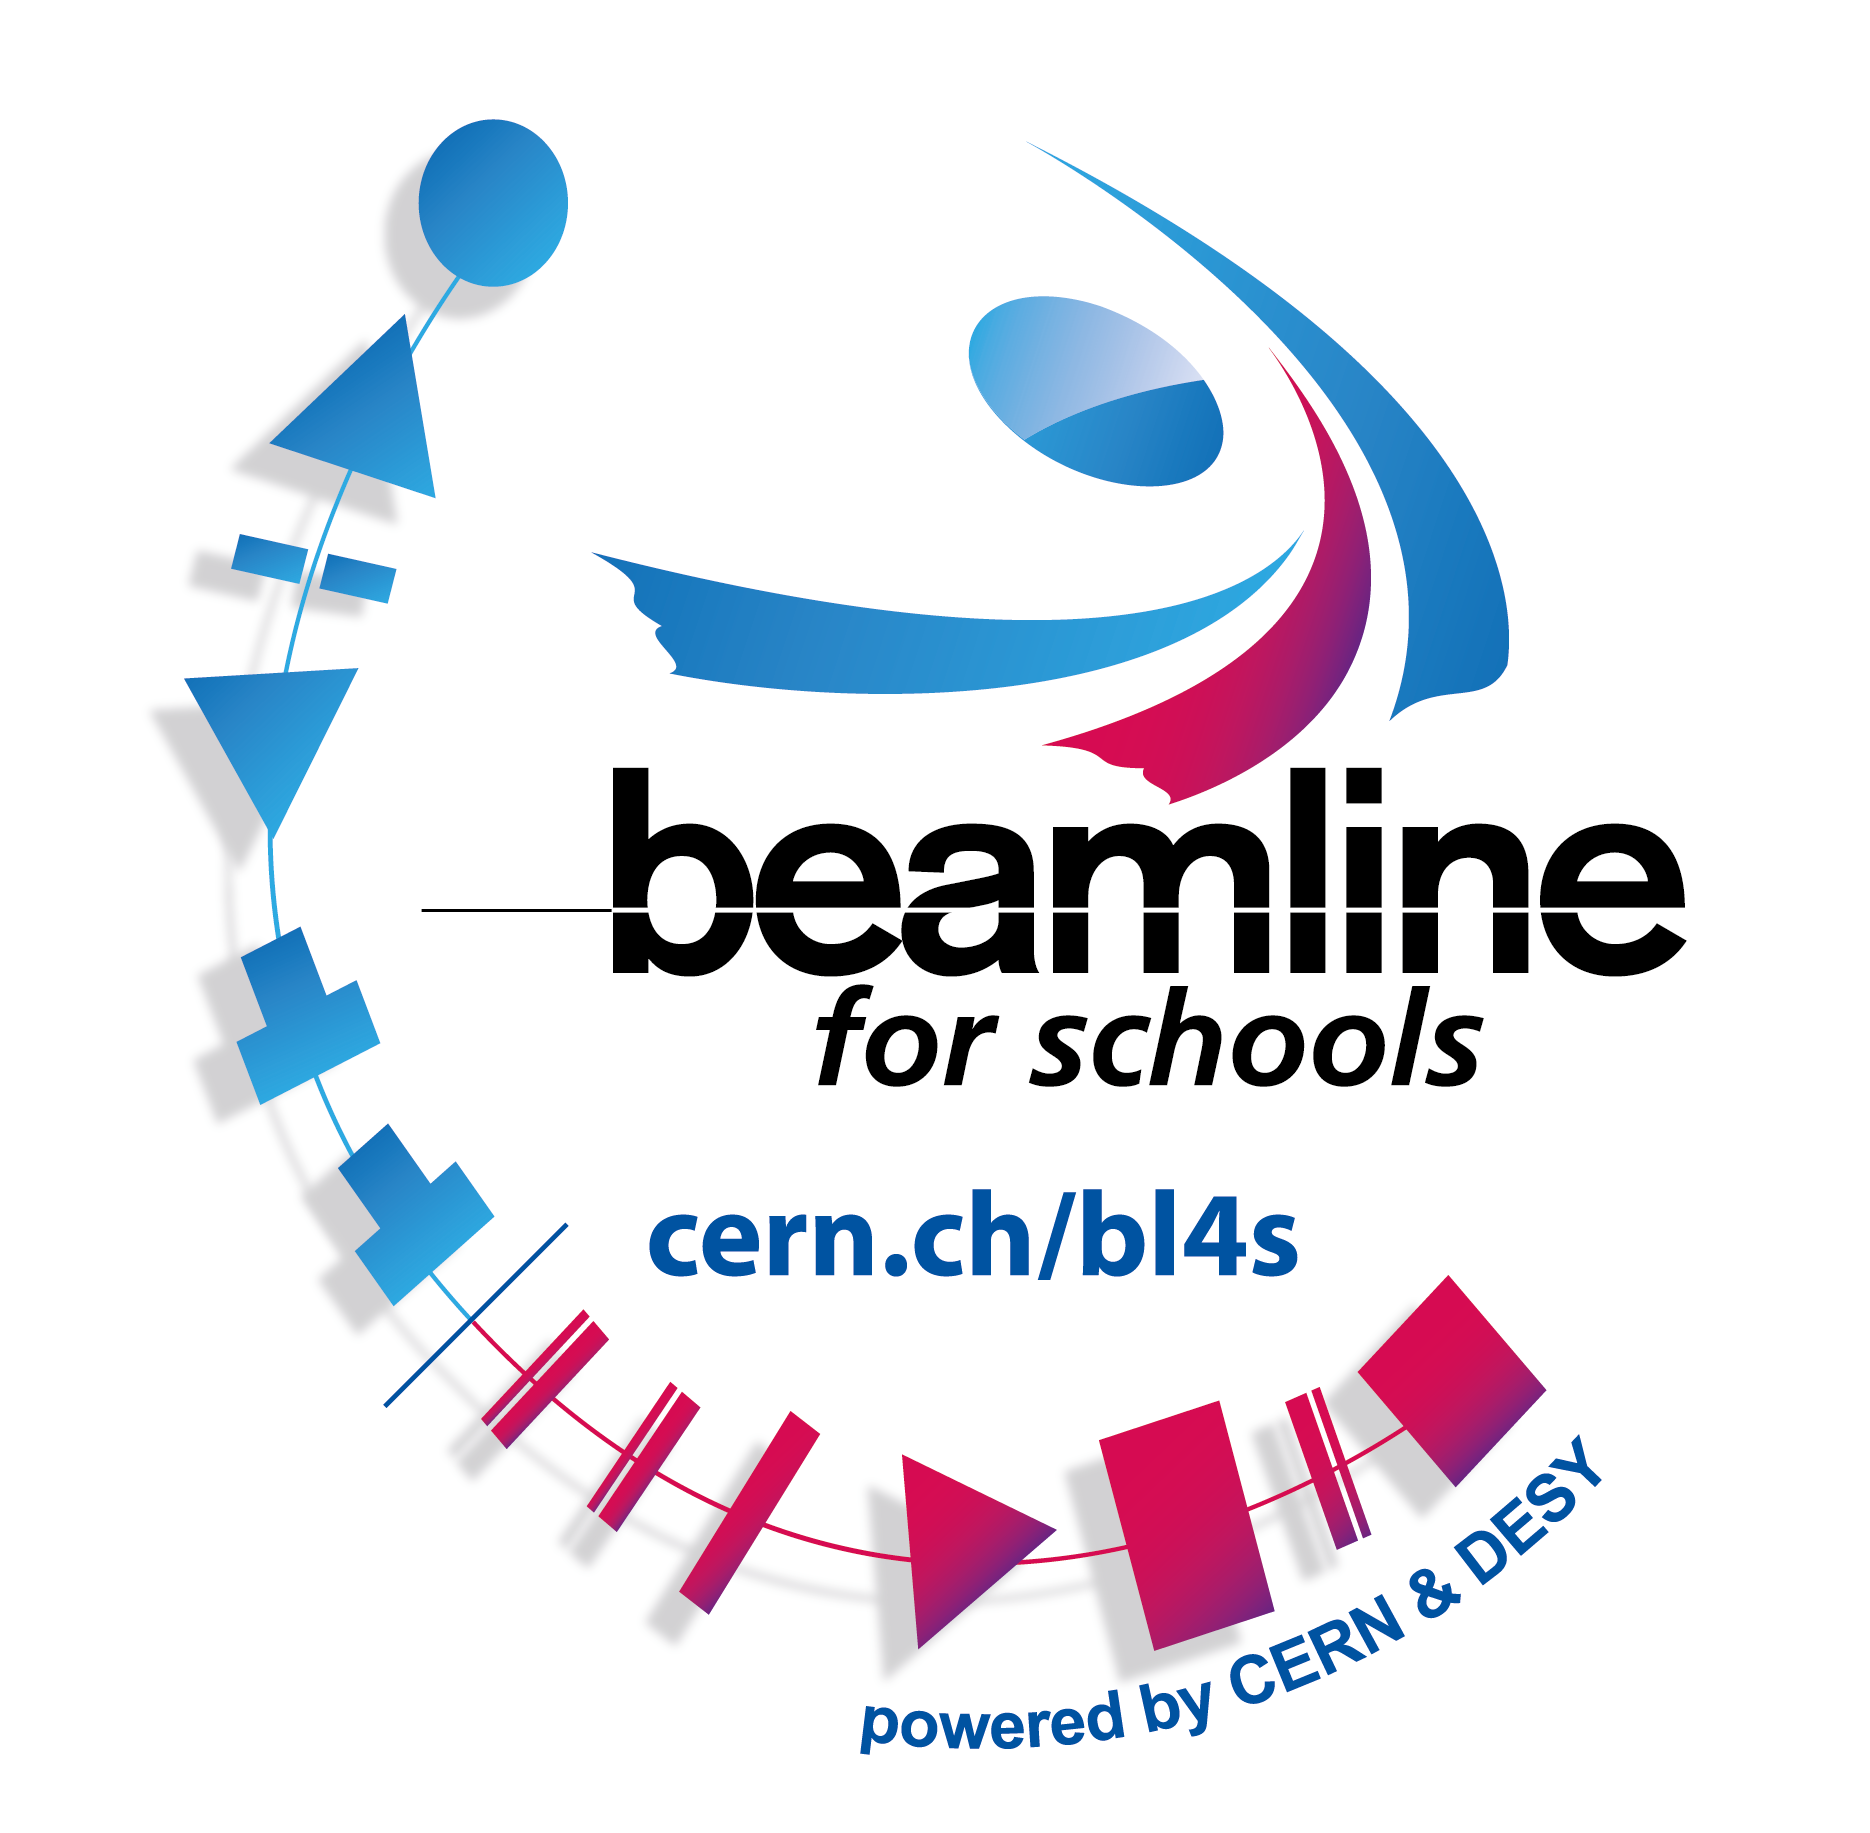 beamline
for schools
cern.ch/bl4s
powered by CERN & DESY